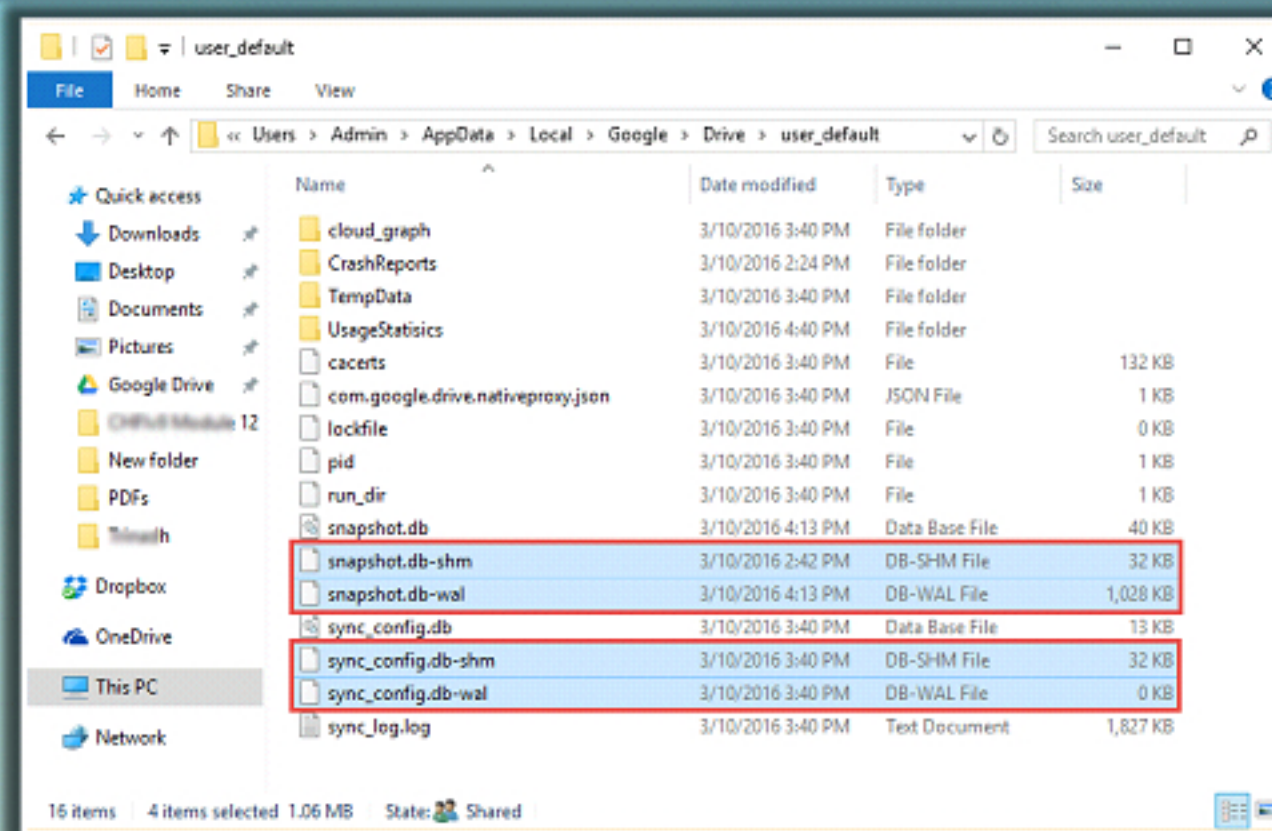 user_default
File Home Share View
« Users > Admin > AppData > Local > Google > Drive > user_default
Search user_default
Quick access
Downloads
Desktop
Documents
Pictures
Google Drive
12
New folder
PDFs
Dropbox
OneDrive
This PC
Network
Name Date modified Type Size
cloud_graph 3/10/2016 3:40 PM File folder
CrashReports 3/10/2016 2:24 PM File folder
TempData 3/10/2016 3:40 PM File folder
UsageStatisics 3/10/2016 4:40 PM File folder
cacerts 3/10/2016 3:40 PM File 132 KB
com.google.drive.nativeproxy.json 3/10/2016 3:40 PM JSON File 1 KB
lockfile 3/10/2016 3:40 PM File 0 KB
pid 3/10/2016 3:40 PM File 1 KB
run_dir 3/10/2016 3:40 PM File 1 KB
snapshot.db 3/10/2016 4:13 PM Data Base File 40 KB
snapshot.db-shm 3/10/2016 2:42 PM DB-SHM File 32 KB
snapshot.db-wal 3/10/2016 4:13 PM DB-WAL File 1,028 KB
sync_config.db 3/10/2016 3:40 PM Data Base File 13 KB
sync_config.db-shm 3/10/2016 3:40 PM DB-SHM File 32 KB
sync_config.db-wal 3/10/2016 3:40 PM DB-WAL File 0 KB
sync_log.log 3/10/2016 3:40 PM Text Document 1,827 KB
16 items 4 items selected 1.06 MB State: Shared